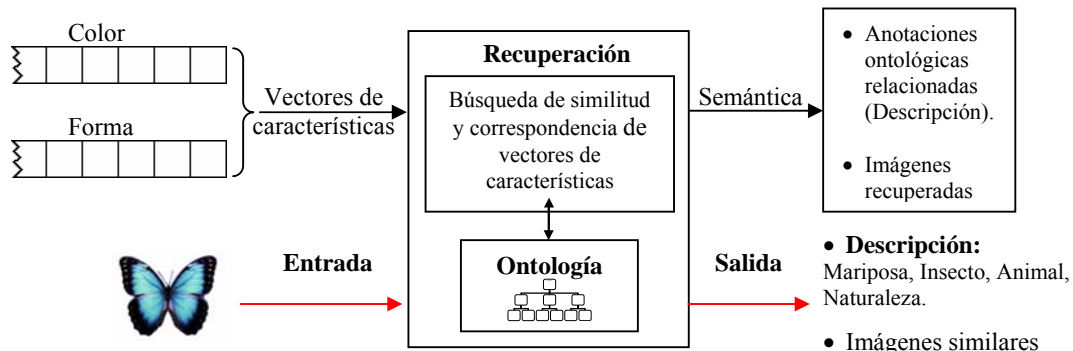 Color
Forma
Vectores de
características
Recuperación
Búsqueda de similitud
y correspondencia de
vectores de
características
Ontología
Semántica
• Anotaciones
ontológicas
relacionadas
(Descripción).
• Imágenes
recuperadas
Entrada
Salida
• Descripción:
Mariposa, Insecto, Animal,
Naturaleza.
• Imágenes similares